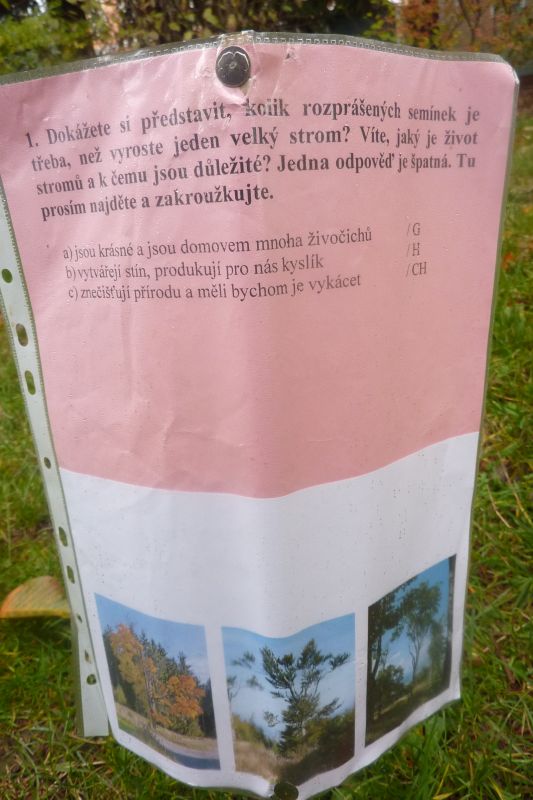 1. Dokážete si představit, kolik rozprášených semínek je
třeba, než vyroste jeden velký strom? Víte, jaký je život
stromů a k čemu jsou důležité? Jedna odpověď je špatná. Tu
prosím najděte a zakroužkujte.
a) jsou krásné a jsou domovem mnoha živočichů /G
b) vytvářejí stín, produkují pro nás kyslík /H
c) znečišťují přírodu a měli bychom je vykácet /CH